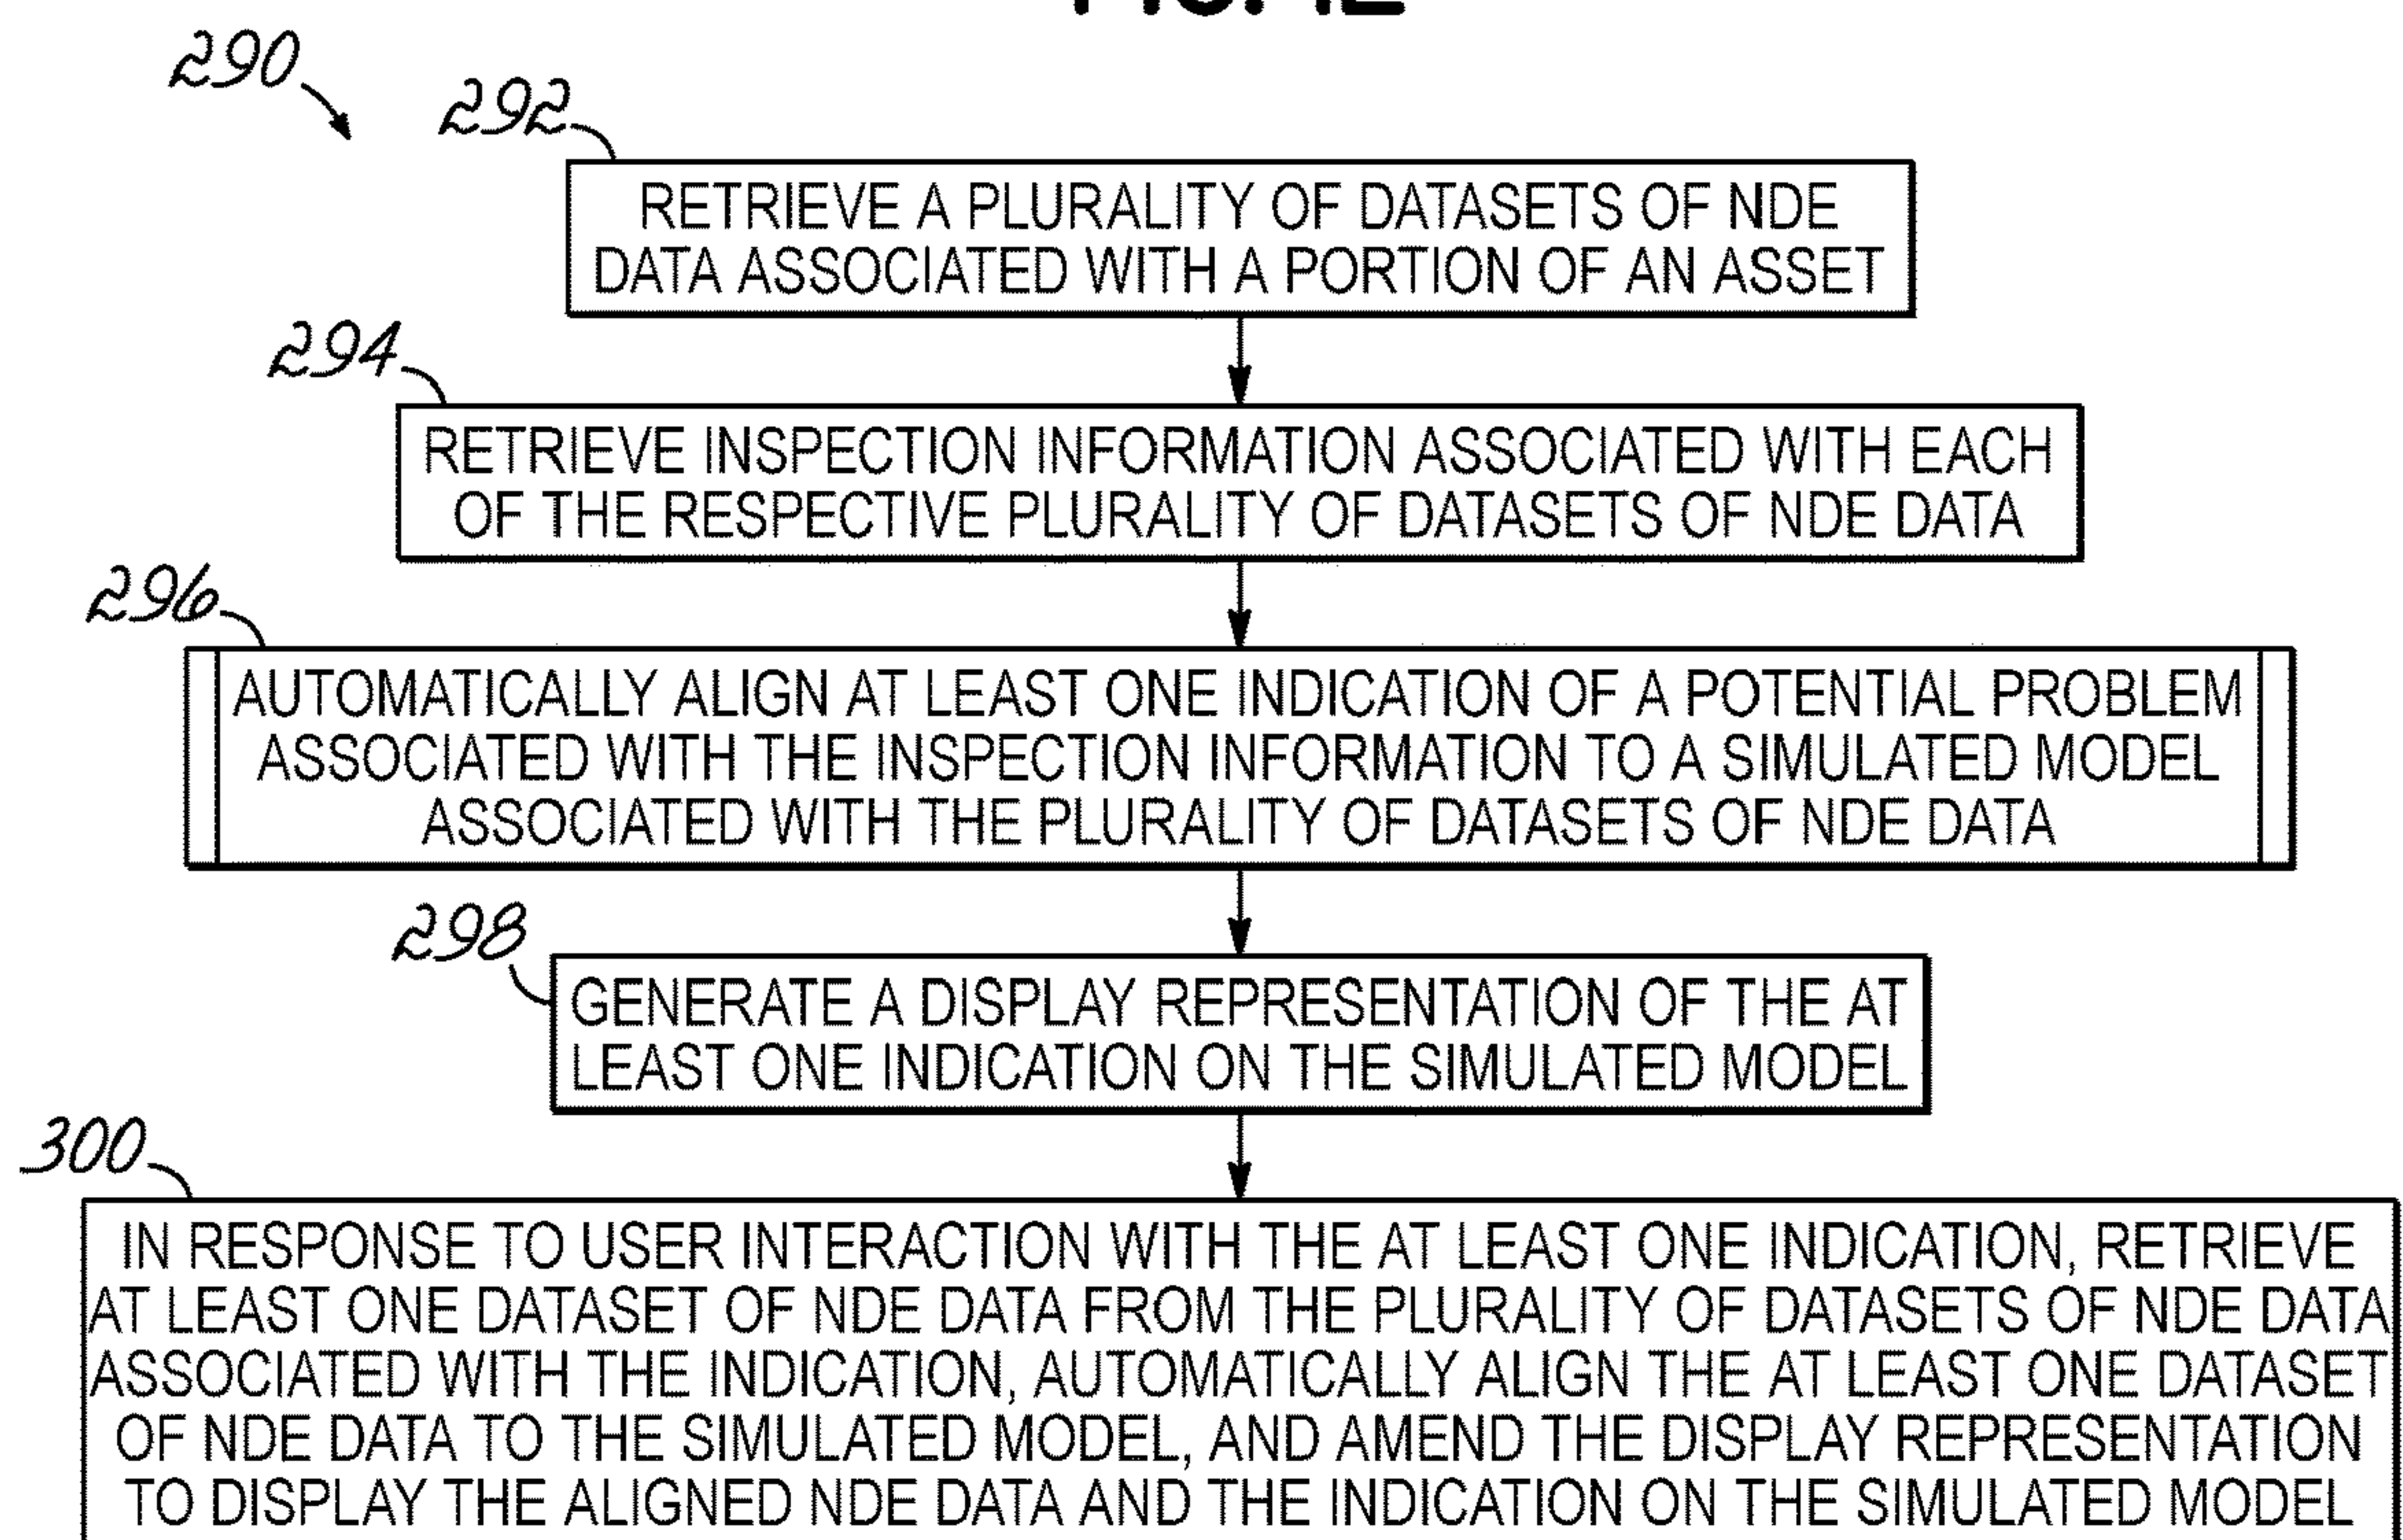 290
292
RETRIEVE A PLURALITY OF DATASETS OF NDE
DATA ASSOCIATED WITH A PORTION OF AN ASSET
294
RETRIEVE INSPECTION INFORMATION ASSOCIATED WITH EACH
OF THE RESPECTIVE PLURALITY OF DATASETS OF NDE DATA
296
AUTOMATICALLY ALIGN AT LEAST ONE INDICATION OF A POTENTIAL PROBLEM
ASSOCIATED WITH THE INSPECTION INFORMATION TO A SIMULATED MODEL
ASSOCIATED WITH THE PLURALITY OF DATASETS OF NDE DATA
298
GENERATE A DISPLAY REPRESENTATION OF THE AT
LEAST ONE INDICATION ON THE SIMULATED MODEL
300
IN RESPONSE TO USER INTERACTION WITH THE AT LEAST ONE INDICATION, RETRIEVE
AT LEAST ONE DATASET OF NDE DATA FROM THE PLURALITY OF DATASETS OF NDE DATA
ASSOCIATED WITH THE INDICATION, AUTOMATICALLY ALIGN THE AT LEAST ONE DATASET
OF NDE DATA TO THE SIMULATED MODEL, AND AMEND THE DISPLAY REPRESENTATION
TO DISPLAY THE ALIGNED NDE DATA AND THE INDICATION ON THE SIMULATED MODEL